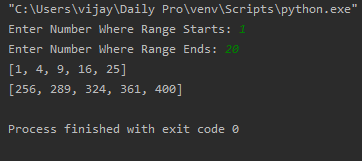 "C:\Users\vijay\Daily Pro\venv\Scripts\python.exe"
Enter Number Where Range Starts: 1
Enter Number Where Range Ends: 20
[1, 4, 9, 16, 25]
[256, 289, 324, 361, 400]
Process finished with exit code 0